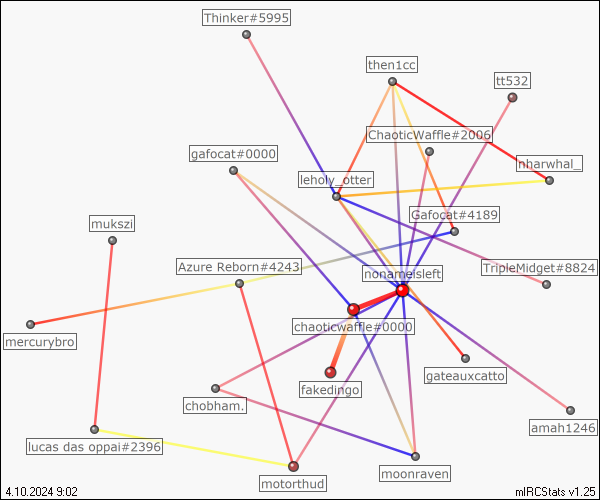 Thinker#5995
then1cc
tt532
ChaoticWaffle#2006
gafocat#0000
nharwhal_
leholy_otter
Gafocat#4189
mukszi
Azure Reborn#4243
nonameisleft
TripleMidget#8824
chaoticwaffle#0000
mercurybro
gateauxcatto
fakedingo
chobham.
amah1246
lucas das oppai#2396
moonraven
motorthud
4.10.2024 9:02
mIRCStats v1.25